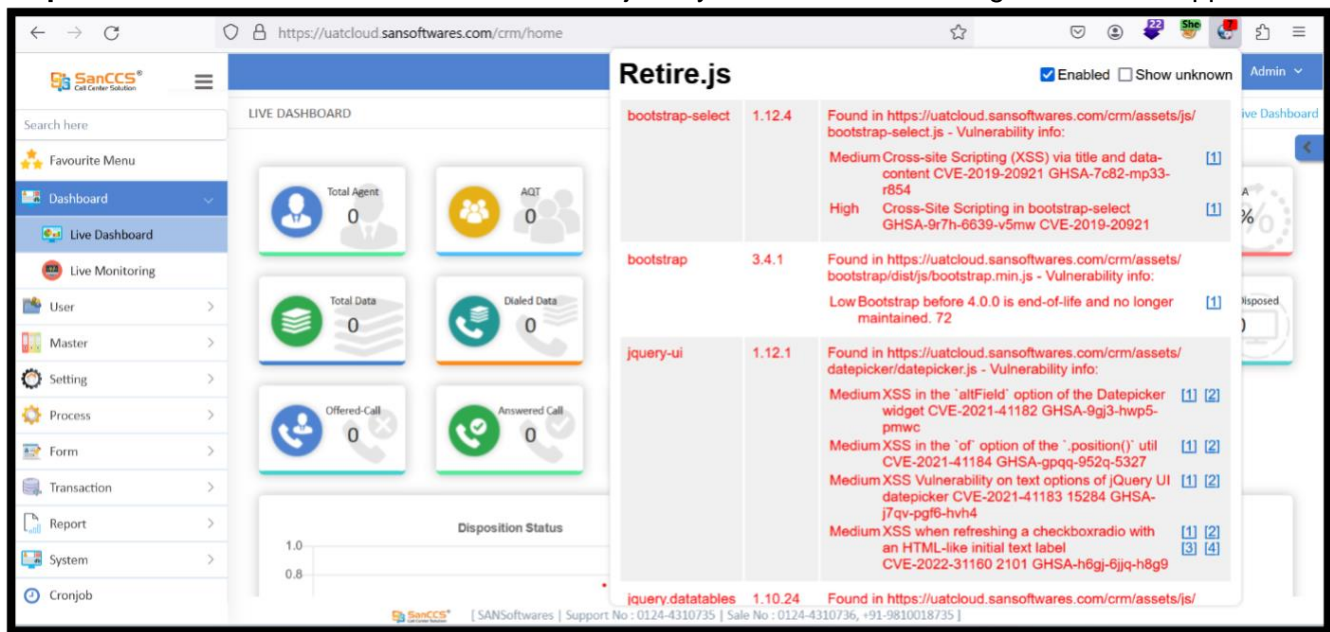 https://uatcloud.sansoftwares.com/crm/home
22
She
7
SanCCS®
Call Center Solution
Admin
Search here
LIVE DASHBOARD
ive Dashboard
Favourite Menu
Dashboard
Live Dashboard
Live Monitoring
User
Master
Setting
Process
Form
Transaction
Report
System
Cronjob
Total Agent
0
AQT
0
A
%
Total Data
0
Dialed Data
0
Disposed
Offered-Call
0
Answered Call
0
Disposition Status
1.0
0.8
Retire.js
Enabled Show unknown
bootstrap-select 1.12.4 Found in https://uatcloud.sansoftwares.com/crm/assets/js/
bootstrap-select.js - Vulnerability info:
Medium Cross-site Scripting (XSS) via title and data- [1]
content CVE-2019-20921 GHSA-7c82-mp33-
r854
High Cross-Site Scripting in bootstrap-select [1]
GHSA-9r7h-6639-v5mw CVE-2019-20921
bootstrap 3.4.1 Found in https://uatcloud.sansoftwares.com/crm/assets/
bootstrap/dist/js/bootstrap.min.js - Vulnerability info:
Low Bootstrap before 4.0.0 is end-of-life and no longer [1]
maintained. 72
jquery-ui 1.12.1 Found in https://uatcloud.sansoftwares.com/crm/assets/
datepicker/datepicker.js - Vulnerability info:
Medium XSS in the `altField` option of the Datepicker [1] [2]
widget CVE-2021-41182 GHSA-9gj3-hwp5-
pmwc
Medium XSS in the `of` option of the `.position()` util [1] [2]
CVE-2021-41184 GHSA-gpqq-952q-5327
Medium XSS Vulnerability on text options of jQuery UI [1] [2]
datepicker CVE-2021-41183 15284 GHSA-
j7qv-pgf6-hvh4
Medium XSS when refreshing a checkboxradio with [1] [2]
an HTML-like initial text label [3] [4]
CVE-2022-31160 2101 GHSA-h6gj-6jjq-h8g9
jquery.datatables 1.10.24 Found in https://uatcloud.sansoftwares.com/crm/assets/js/
SanCCS® Call Center Solution [ SANSoftwares | Support No : 0124-4310735 | Sale No : 0124-4310736, +91-9810018735 ]